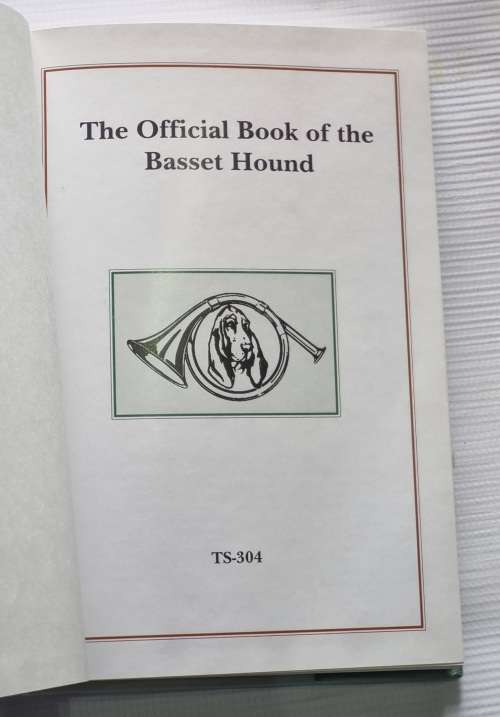 The Official Book of the
Basset Hound
TS-304